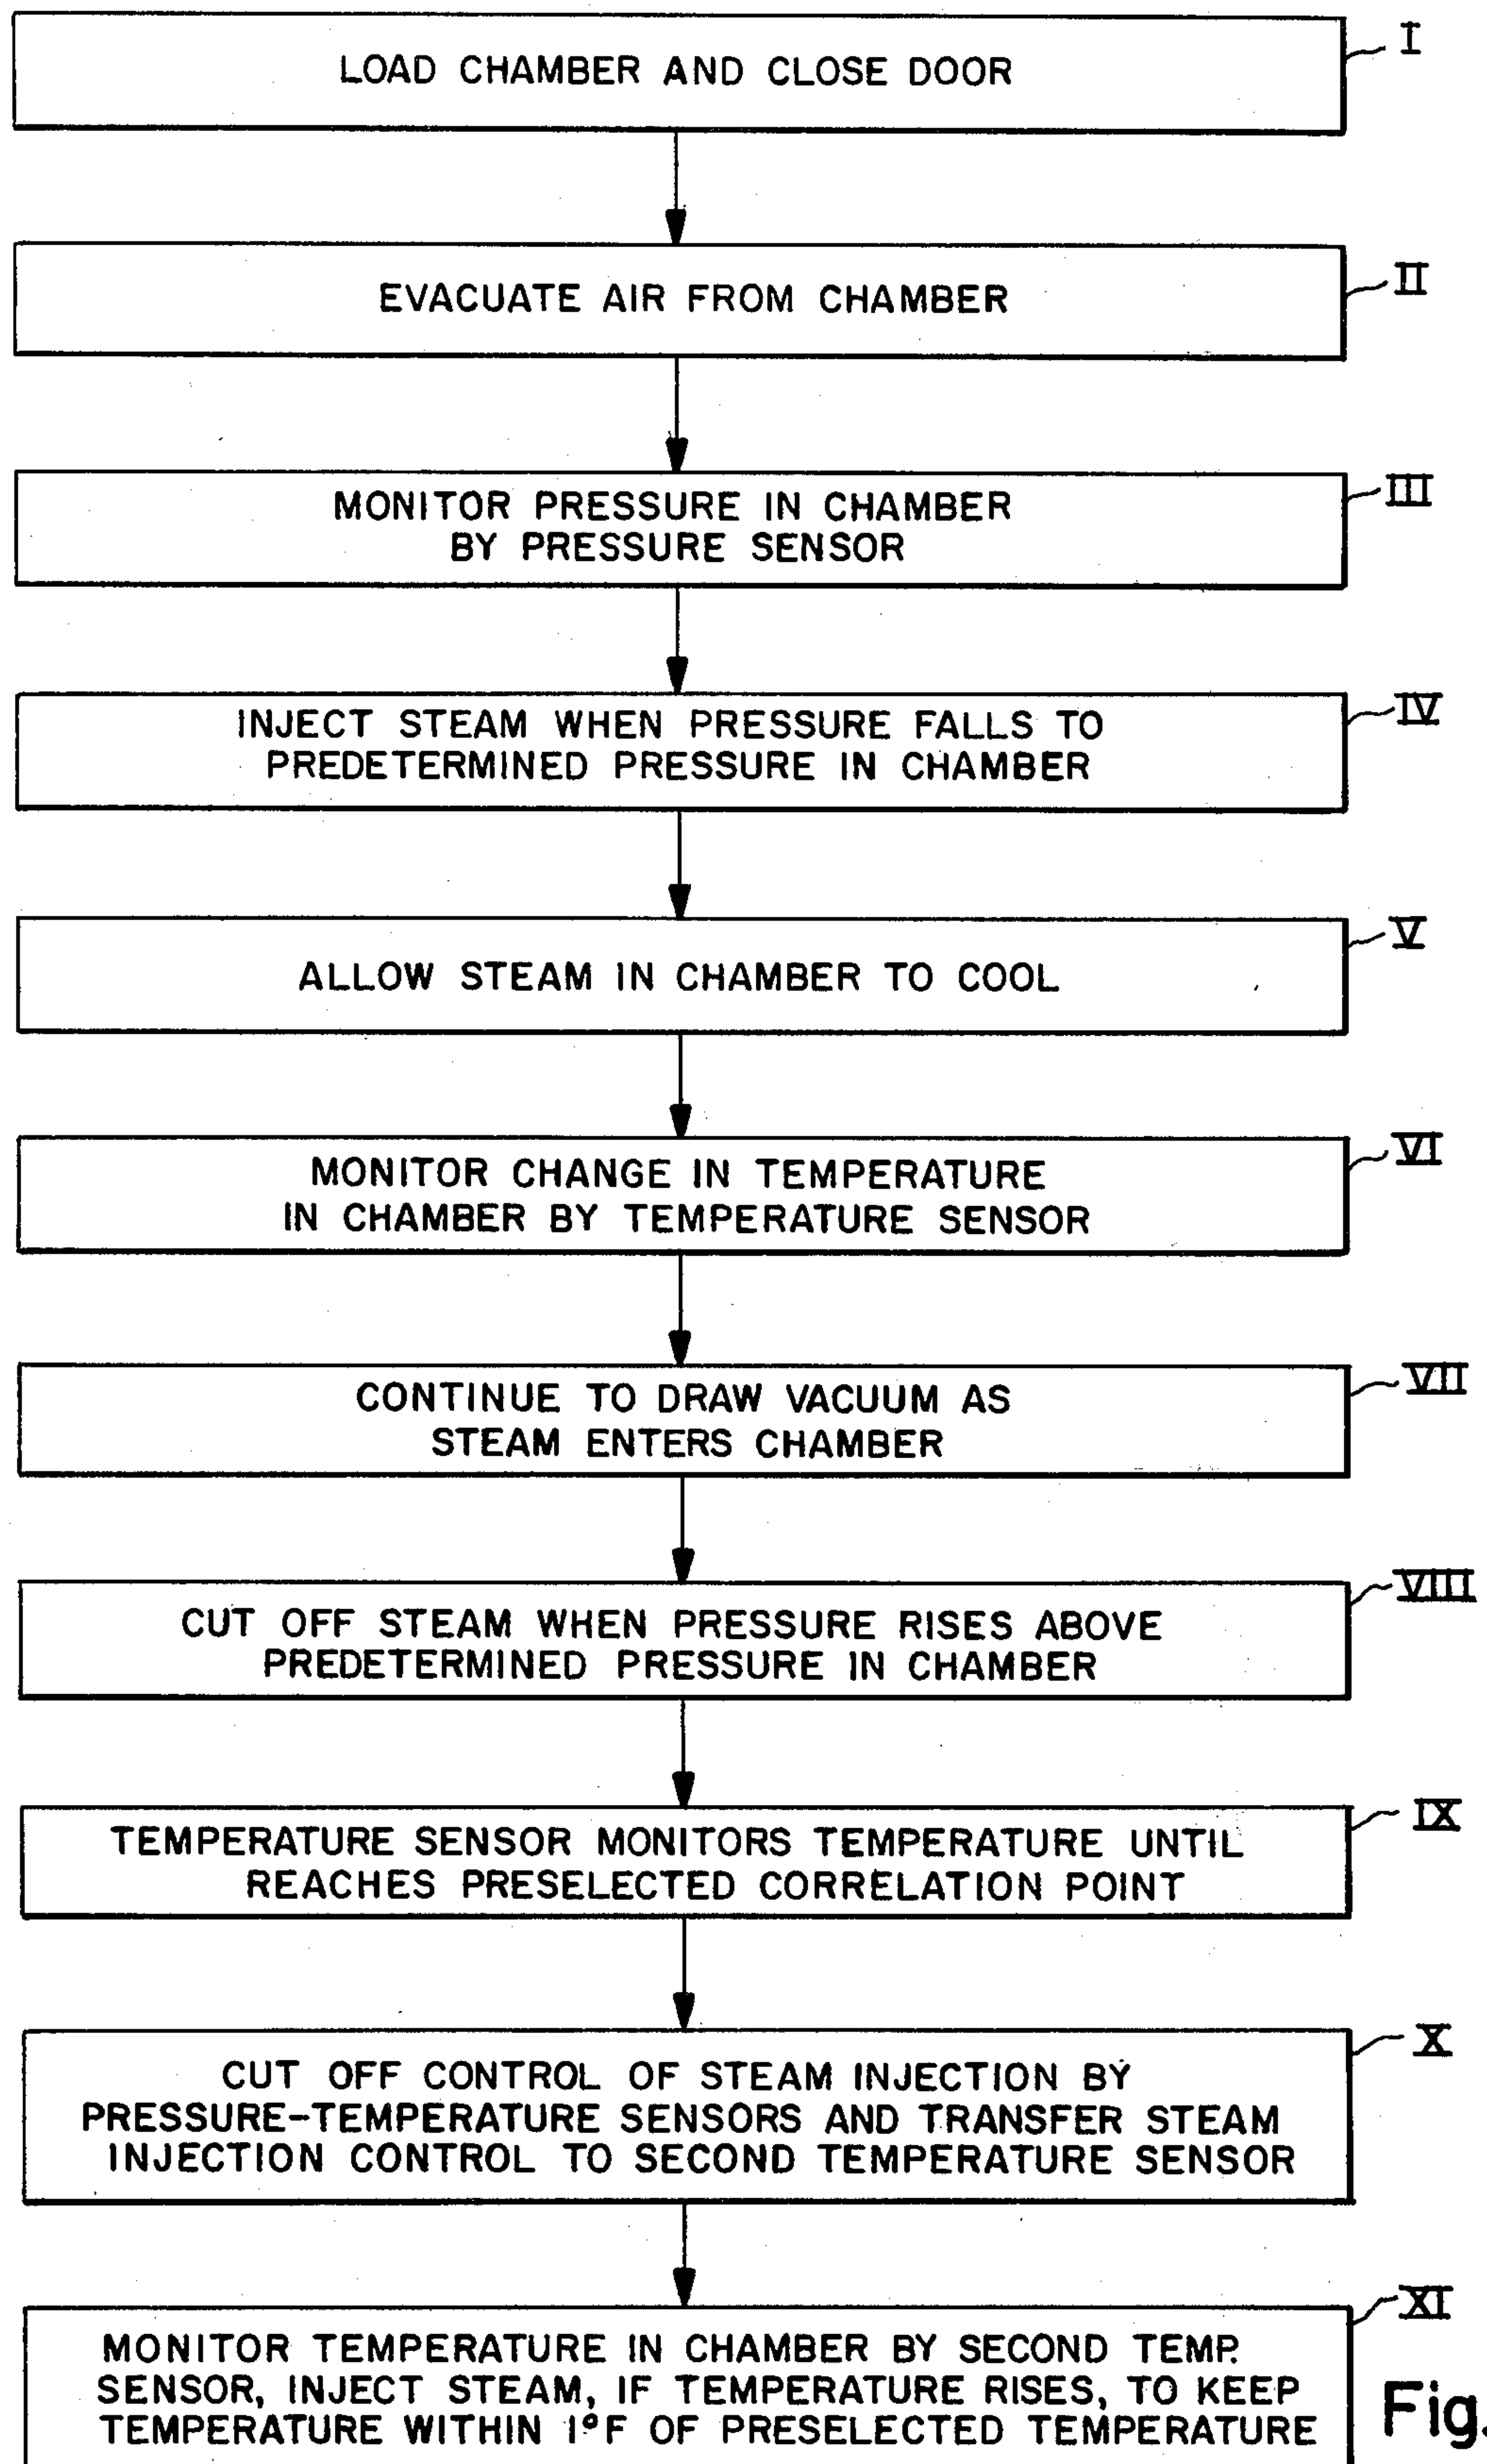 LOAD CHAMBER AND CLOSE DOOR
I
EVACUATE AIR FROM CHAMBER
II
MONITOR PRESSURE IN CHAMBER
BY PRESSURE SENSOR
III
INJECT STEAM WHEN PRESSURE FALLS TO
PREDETERMINED PRESSURE IN CHAMBER
IV
ALLOW STEAM IN CHAMBER TO COOL
V
MONITOR CHANGE IN TEMPERATURE
IN CHAMBER BY TEMPERATURE SENSOR
VI
CONTINUE TO DRAW VACUUM AS
STEAM ENTERS CHAMBER
VII
CUT OFF STEAM WHEN PRESSURE RISES ABOVE
PREDETERMINED PRESSURE IN CHAMBER
VIII
TEMPERATURE SENSOR MONITORS TEMPERATURE UNTIL
REACHES PRESELECTED CORRELATION POINT
IX
CUT OFF CONTROL OF STEAM INJECTION BY
PRESSURE-TEMPERATURE SENSORS AND TRANSFER STEAM
INJECTION CONTROL TO SECOND TEMPERATURE SENSOR
X
MONITOR TEMPERATURE IN CHAMBER BY SECOND TEMP.
SENSOR, INJECT STEAM, IF TEMPERATURE RISES, TO KEEP
TEMPERATURE WITHIN 1°F OF PRESELECTED TEMPERATURE
XI
Fig.